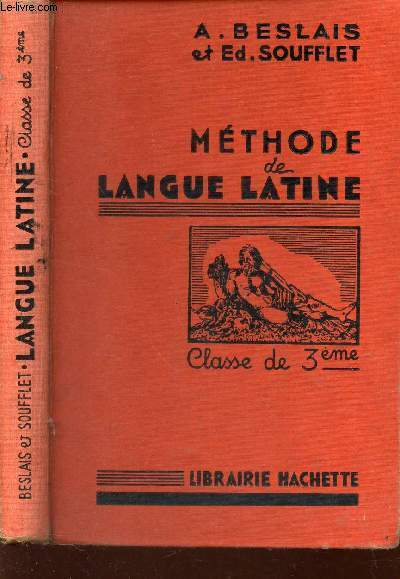 Le-livre.com
A. BESLAIS
et ED. SOUFFLET
MÉTHODE
de
LANGUE LATINE
Classe de 3ème
LIBRAIRIE HACHETTE
BESLAIS et SOUFFLET • LANGUE LATINE • Classe de 3ème